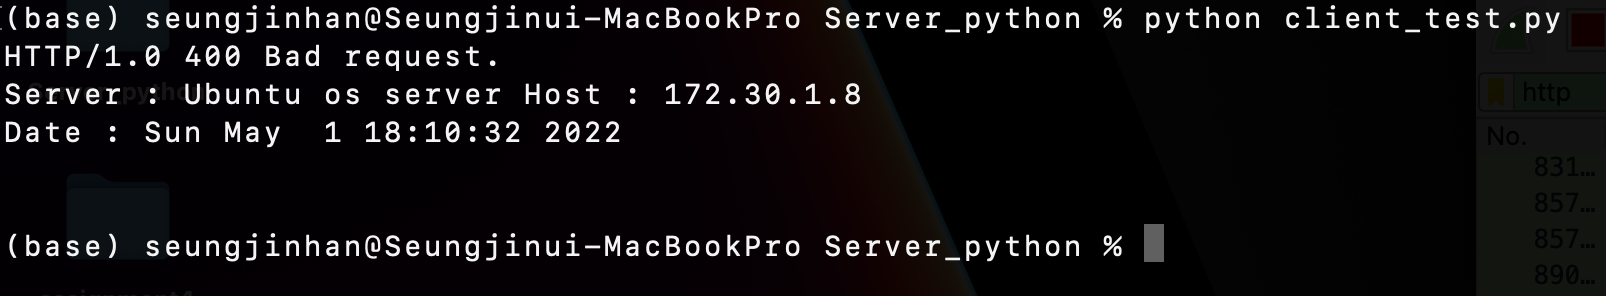 (base) seungjinhan@Seungjinui-MacBookPro Server_python % python client_test.py
HTTP/1.0 400 Bad request.
Server : Ubuntu os server Host : 172.30.1.8
Date : Sun May  1 18:10:32 2022
(base) seungjinhan@Seungjinui-MacBookPro Server_python %
http
No.
831…
857…
857…
890…